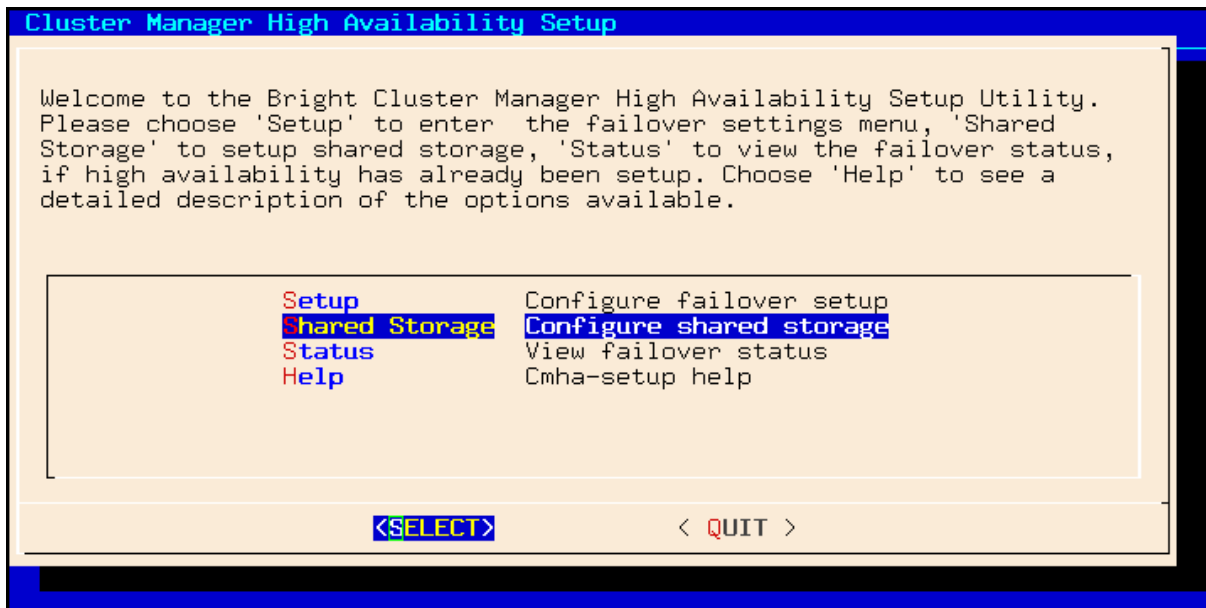 Cluster Manager High Availability Setup
Welcome to the Bright Cluster Manager High Availability Setup Utility.
Please choose 'Setup' to enter  the failover settings menu, 'Shared
Storage' to setup shared storage, 'Status' to view the failover status,
if high availability has already been setup. Choose 'Help' to see a
detailed description of the options available.
Setup Configure failover setup
Shared Storage Configure shared storage
Status View failover status
Help Cmha-setup help
<SELECT> < QUIT >